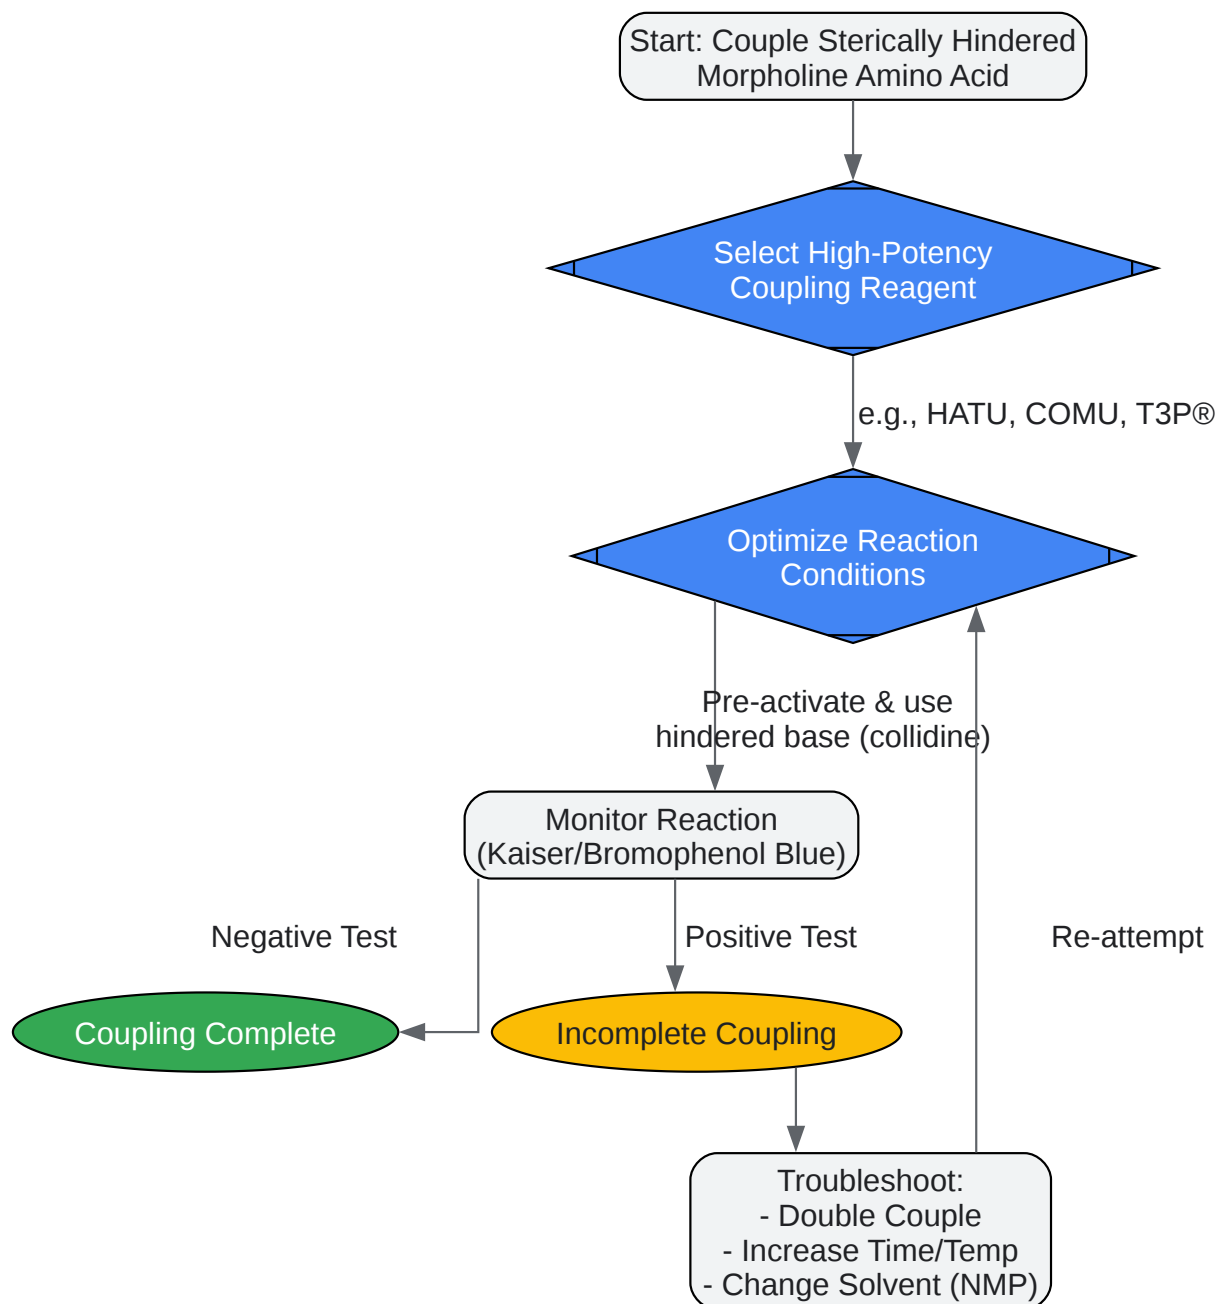 Start: Couple Sterically Hindered
Morpholine Amino Acid
Select High-Potency
Coupling Reagent
e.g., HATU, COMU, T3P®
Optimize Reaction
Conditions
Pre-activate & use
hindered base (collidine)
Monitor Reaction
(Kaiser/Bromophenol Blue)
Negative Test
Positive Test
Re-attempt
Coupling Complete
Incomplete Coupling
Troubleshoot:
- Double Couple
- Increase Time/Temp
- Change Solvent (NMP)